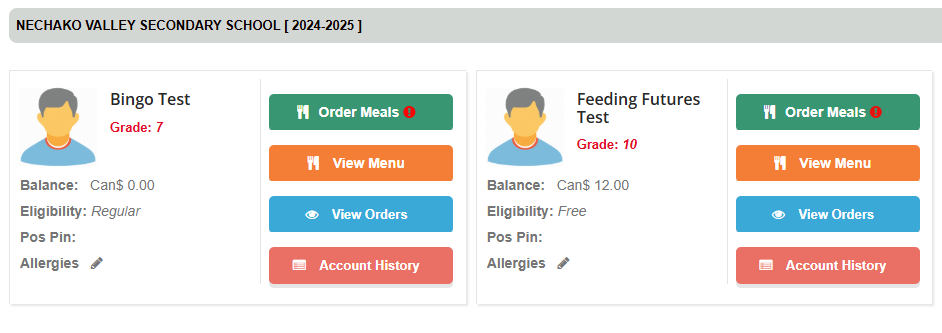 NECHAKO VALLEY SECONDARY SCHOOL [ 2024-2025 ]
Bingo Test
Grade: 7
Balance: Can$ 0.00
Eligibility: Regular
Pos Pin:
Allergies
Order Meals
View Menu
View Orders
Account History
Feeding Futures
Test
Grade: 10
Balance: Can$ 12.00
Eligibility: Free
Pos Pin:
Allergies
Order Meals
View Menu
View Orders
Account History